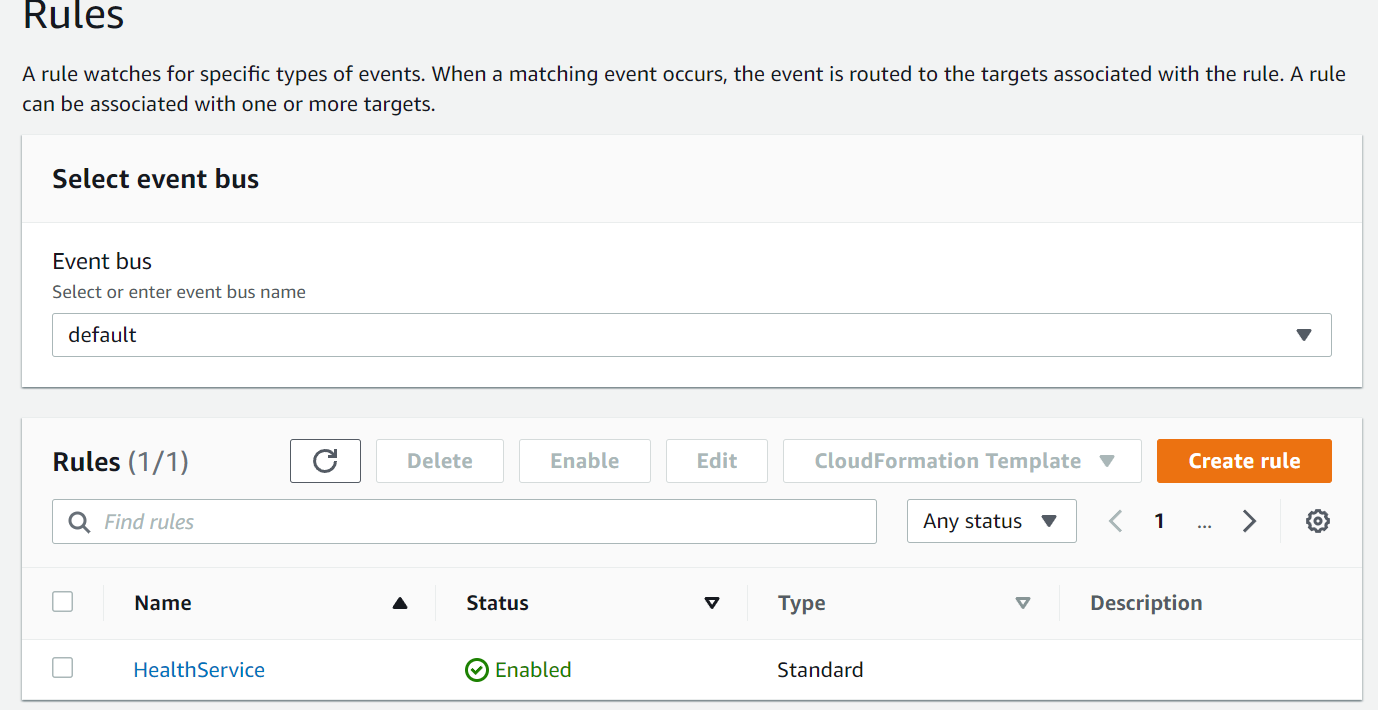 Rules
A rule watches for specific types of events. When a matching event occurs, the event is routed to the targets associated with the rule. A rule
can be associated with one or more targets.
Select event bus
Event bus
Select or enter event bus name
default
Rules (1/1)
Delete
Enable
Edit
CloudFormation Template
Create rule
Find rules
Any status
1
...
Name
Status
Type
Description
HealthService
Enabled
Standard